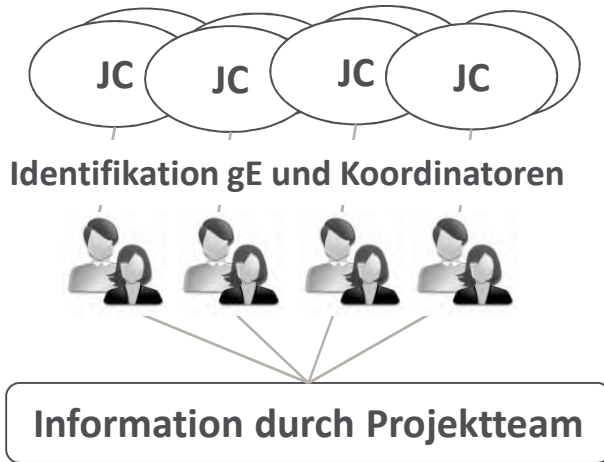 JC JC JC JC
Identifikation gE und Koordinatoren
Information durch Projektteam